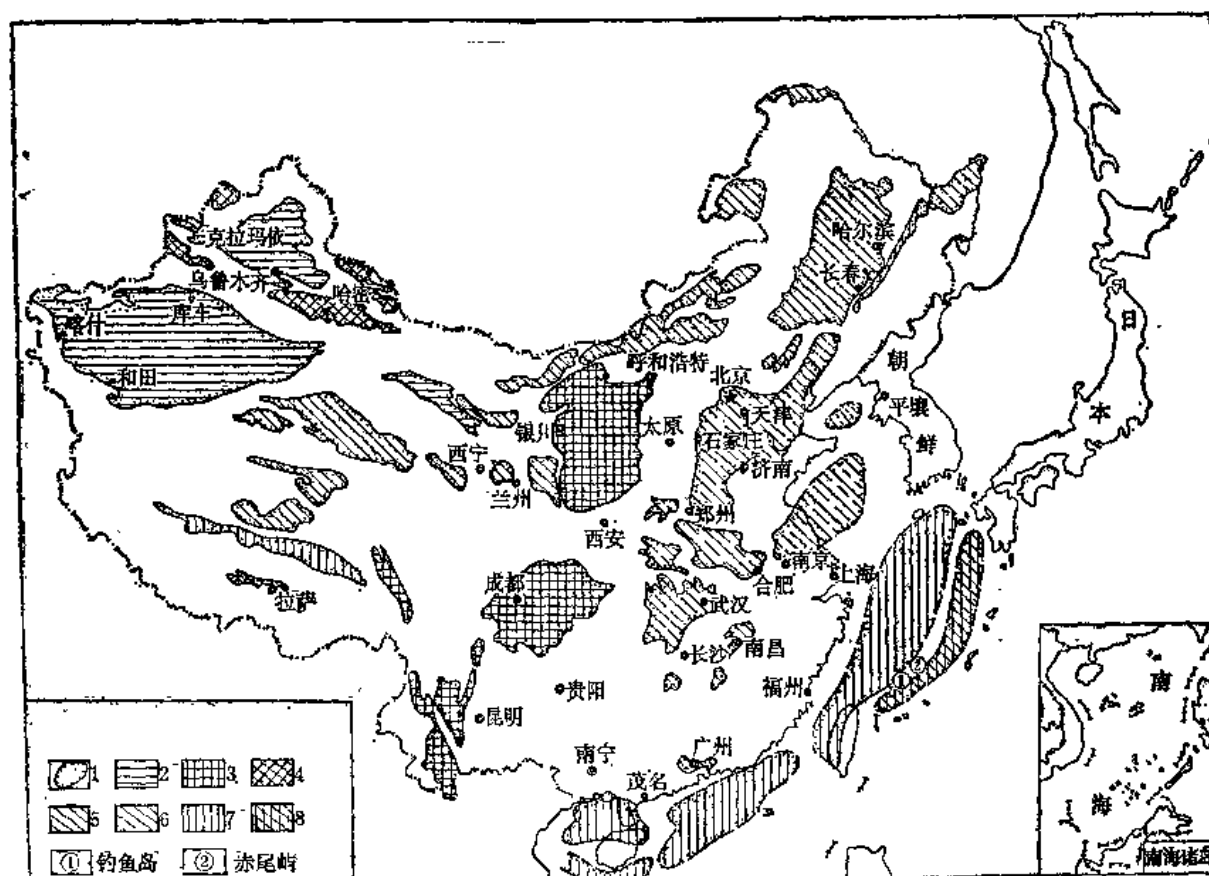 哈尔滨
克拉玛依
长春
乌鲁木齐
哈密
库车
喀什
日
呼和浩特
朝
北京
和田
平壤
本
天津
银川
太原
石家庄
鲜
西宁
济南
兰州
郑州
西安
南京
上海
成都
合肥
拉萨
武汉
长沙
南昌
南
贵阳
福州
① ②
昆明
广州
南宁
茂名
海
南海诸岛
1 2 3 4
5 6 7 8
① 钓鱼岛 ② 赤尾屿